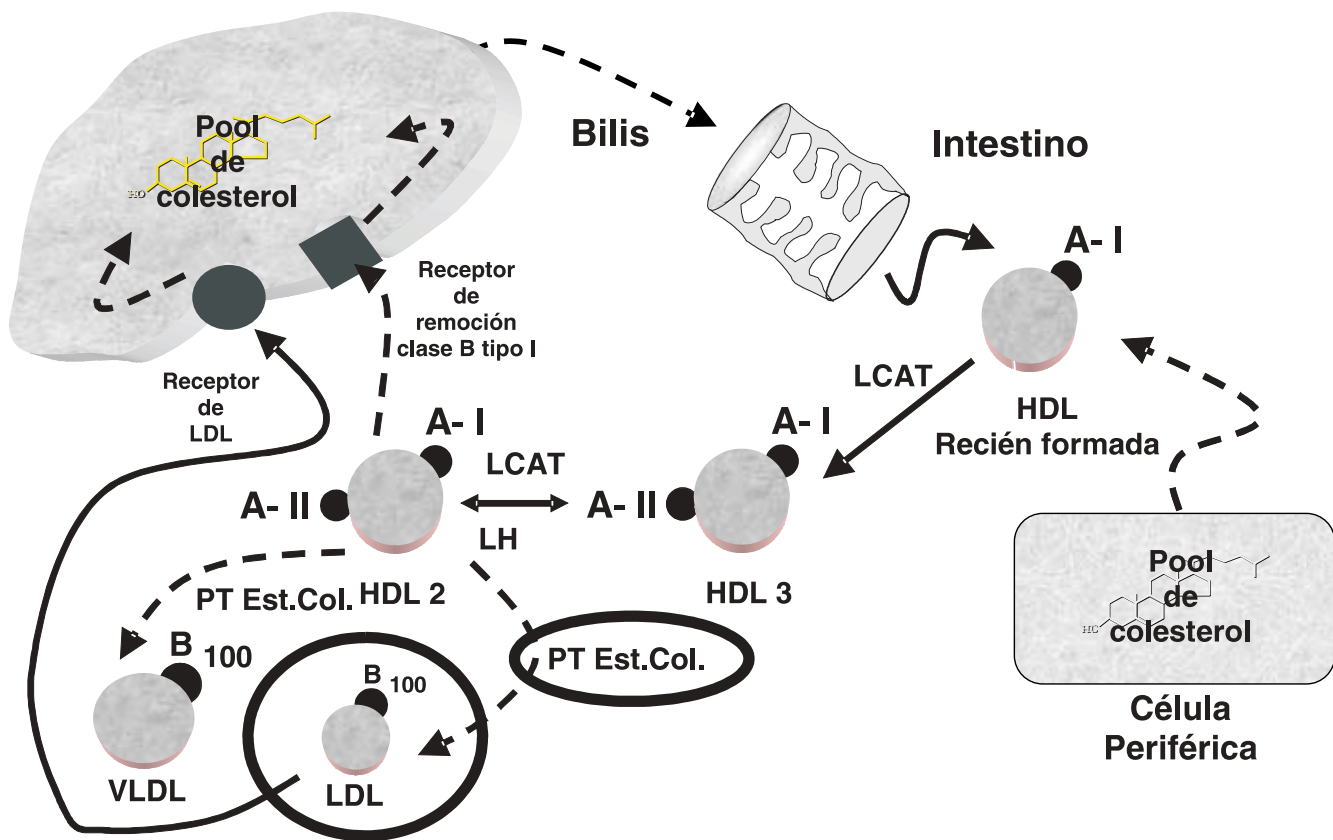 Pool
de
colesterol
HO
Bilis
Intestino
A- I
Receptor
de
remoción
clase B tipo I
Receptor
de
LDL
LCAT
HDL
Recién formada
A- I
A- II
HDL 2
LCAT
LH
A- I
A- II
HDL 3
PT Est.Col.
B 100
VLDL
B 100
LDL
PT Est.Col.
Pool
de
colesterol
HO
Célula
Periférica